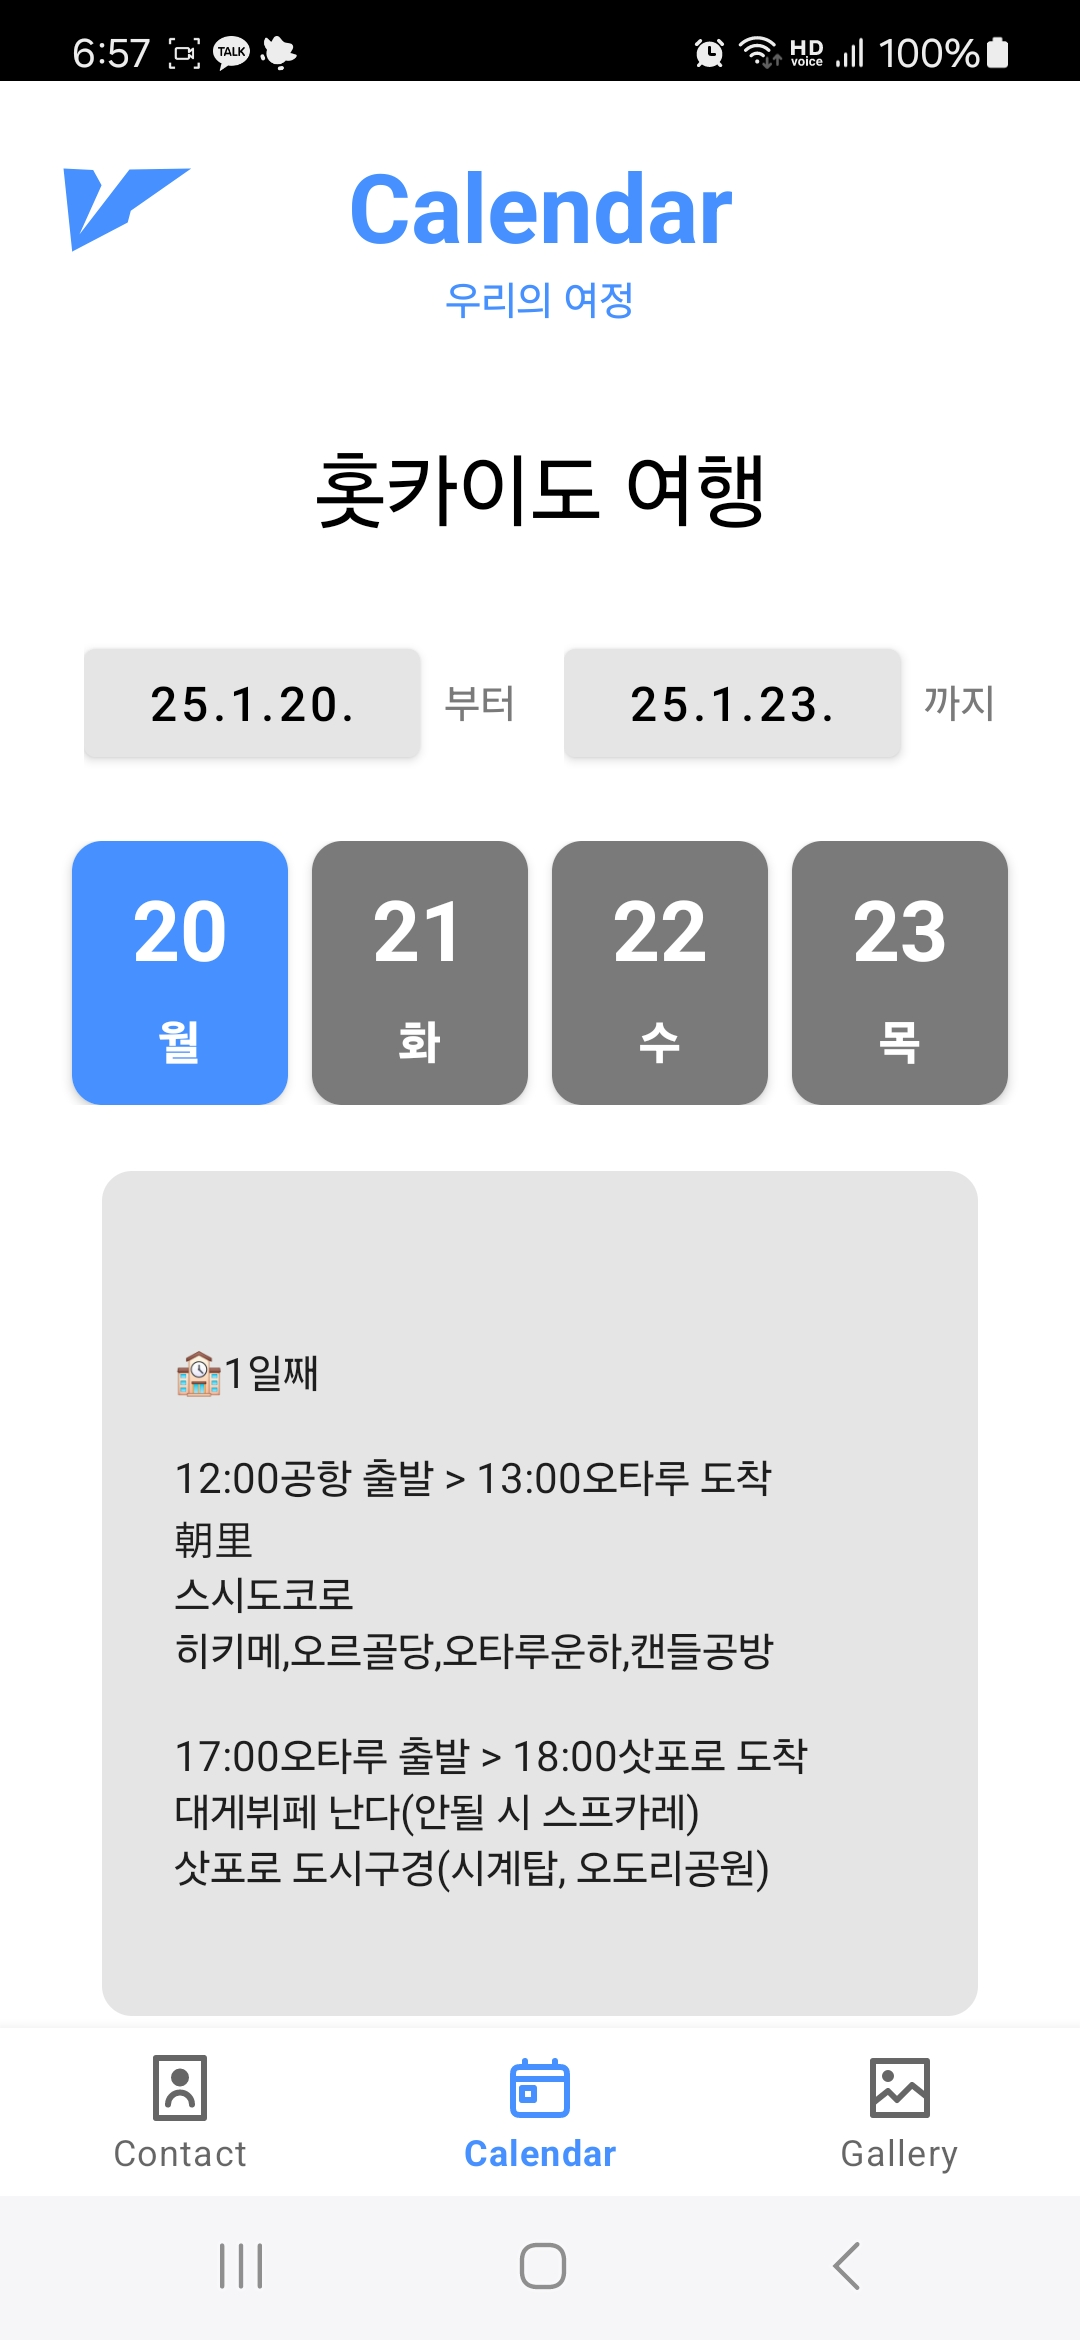 6:57 TALK HD voice 100%
Calendar
우리의 여정
홋카이도 여행
25.1.20. 부터 25.1.23. 까지
20 21 22 23
월 화 수 목
1일째
12:00공항 출발 > 13:00오타루 도착
朝里
스시도코로
히키메,오르골당,오타루운하,캔들공방
17:00오타루 출발 > 18:00삿포로 도착
대게뷔페 난다(안될 시 스프카레)
삿포로 도시구경(시계탑, 오도리공원)
Contact Calendar Gallery